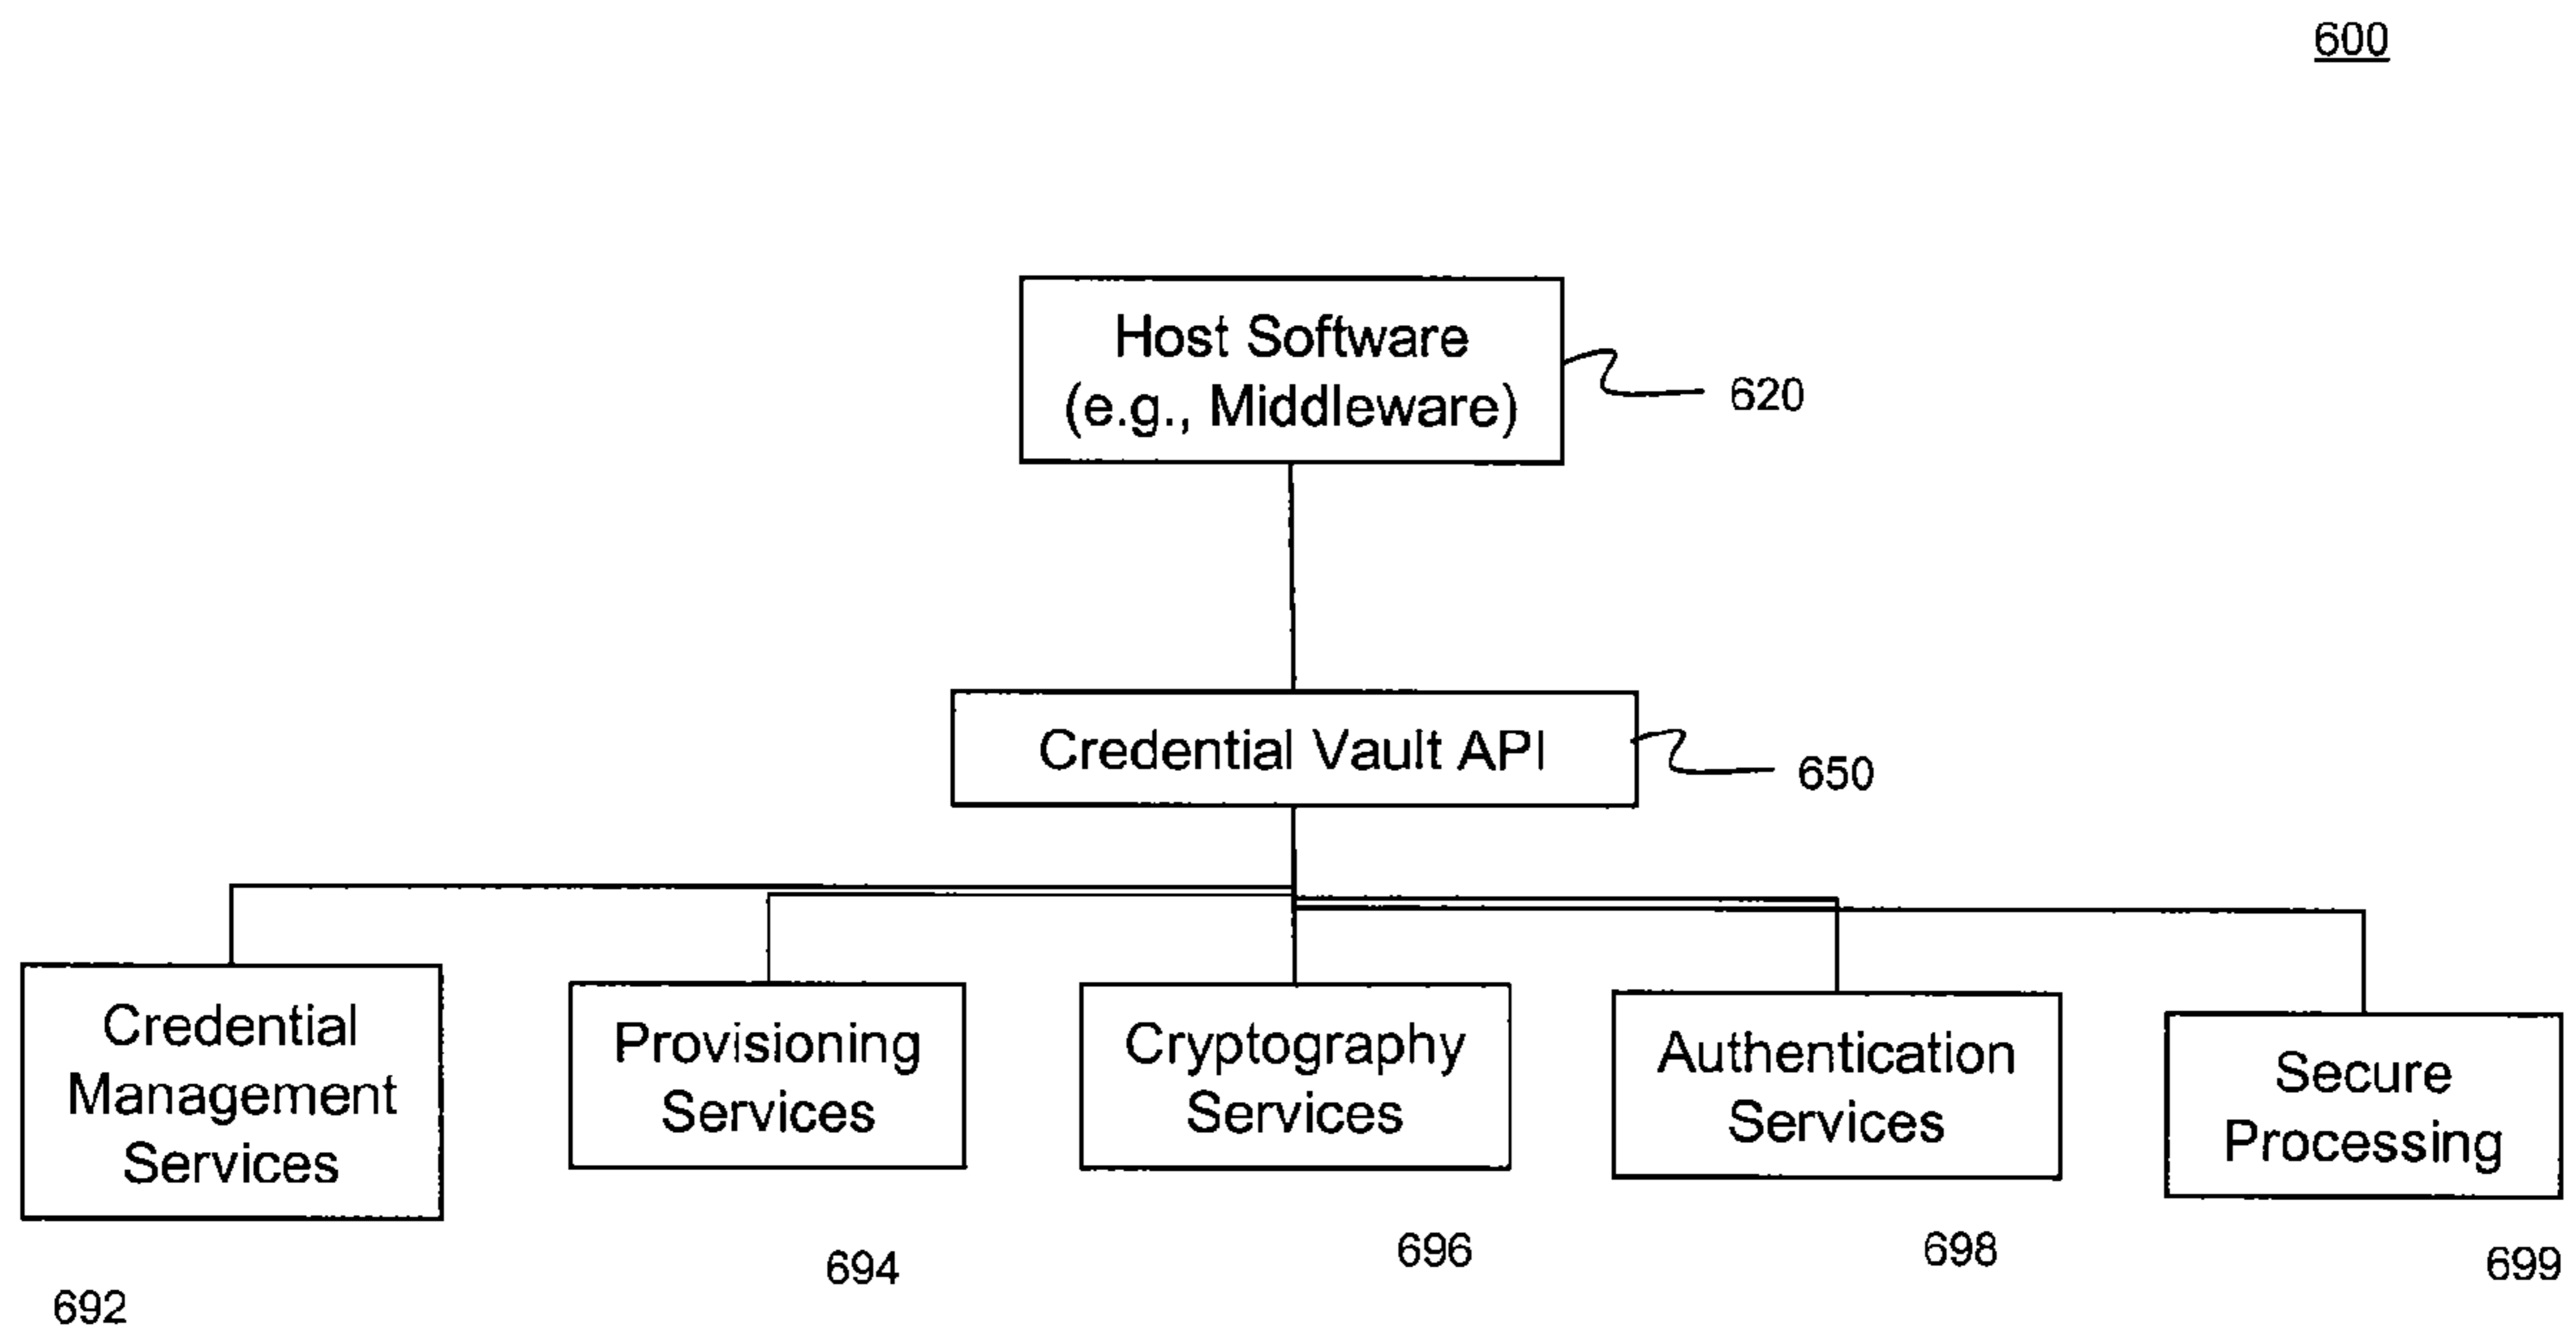 600
Host Software
(e.g., Middleware)
620
Credential Vault API
650
Credential
Management
Services
692
Provisioning
Services
694
Cryptography
Services
696
Authentication
Services
698
Secure
Processing
699